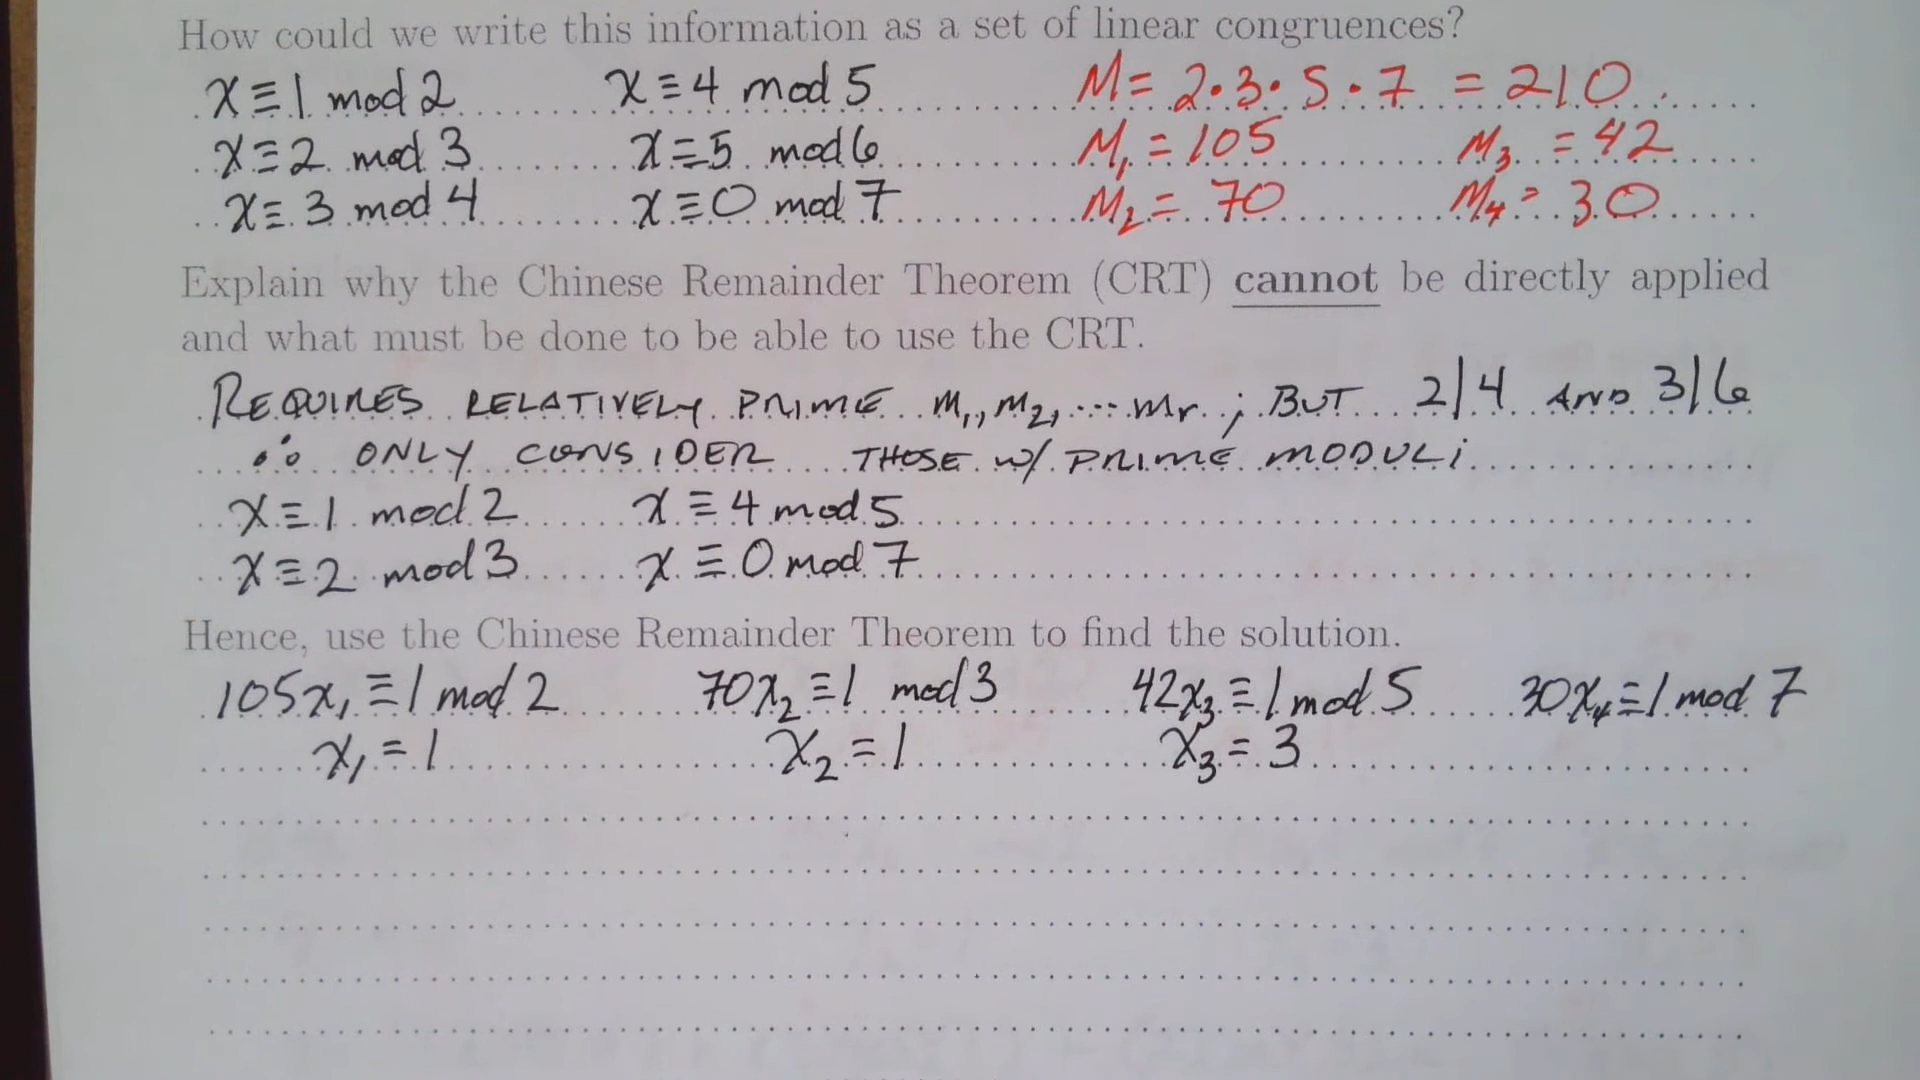 How could we write this information as a set of linear congruences?
x ≡ 1 mod 2 x ≡ 4 mod 5 M = 2·3·5·7 = 210
x ≡ 2 mod 3 x ≡ 5 mod 6 M₁ = 105 M₃ = 42
x ≡ 3 mod 4 x ≡ 0 mod 7 M₂ = 70 M₄ = 30
Explain why the Chinese Remainder Theorem (CRT) cannot be directly applied
and what must be done to be able to use the CRT.
REQUIRES RELATIVELY PRIME m₁, m₂, ... mr ; BUT 2|4 AND 3|6
∴ ONLY CONSIDER THOSE w/ PRIME MODULI
x ≡ 1 mod 2 x ≡ 4 mod 5
x ≡ 2 mod 3 x ≡ 0 mod 7
Hence, use the Chinese Remainder Theorem to find the solution.
105x₁ ≡ 1 mod 2 70x₂ ≡ 1 mod 3 42x₃ ≡ 1 mod 5 30x₄ ≡ 1 mod 7
x₁ = 1 x₂ = 1 x₃ = 3